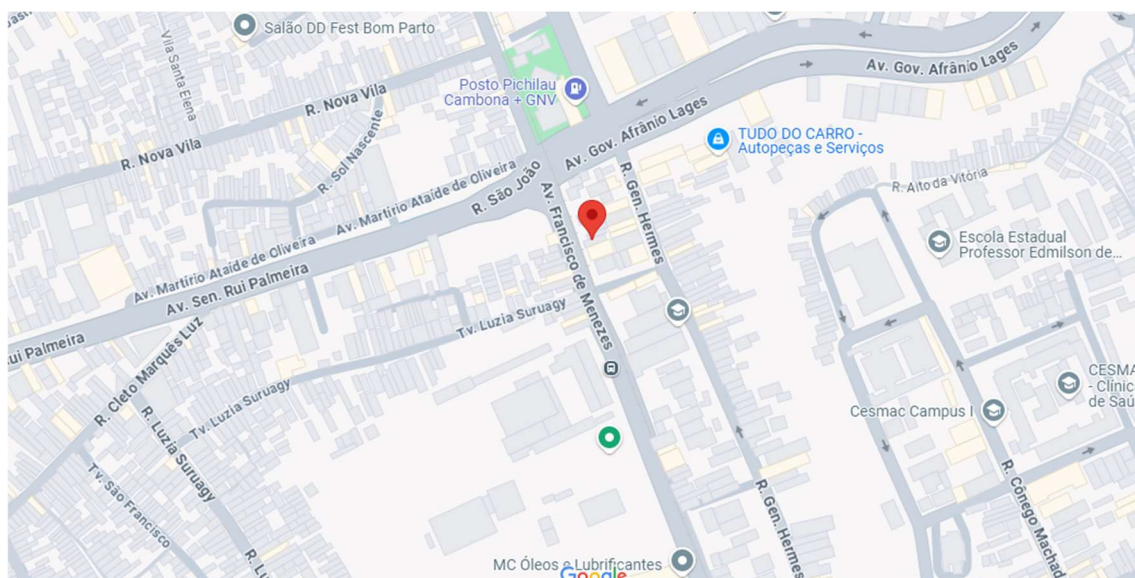 Salão DD Fest Bom Parto
Vila Santa Elena
Posto Pichilau
Cambona + GNV
Av. Gov. Afrânio Lages
R. Nova Vila
R. Nova Vila
R. Sol Nascente
Av. Gov. Afrânio Lages
TUDO DO CARRO -
Autopeças e Serviços
Av. Martírio Ataíde de Oliveira
R. São João
R. Gen. Hermes
R. Alto da Vitória
Av. Francisco de Menezes
Escola Estadual
Professor Edmilson de...
Av. Martírio Ataíde de Oliveira
Av. Sen. Rui Palmeira
ui Palmeira
Tv. Luzia Suruagy
R. Cleto Marquês Luz
Tv. Luzia Suruagy
CESMA
- Clínic
de Saú
Cesmac Campus I
R. Luzia Suruagy
Tv. São Francisco
R. Gen. Hermes
R. Cônego Machad
MC Óleos e Lubrificantes
Google